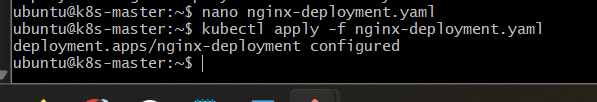 ubuntu@k8s-master:~$ nano nginx-deployment.yaml
ubuntu@k8s-master:~$ kubectl apply -f nginx-deployment.yaml
deployment.apps/nginx-deployment configured
ubuntu@k8s-master:~$